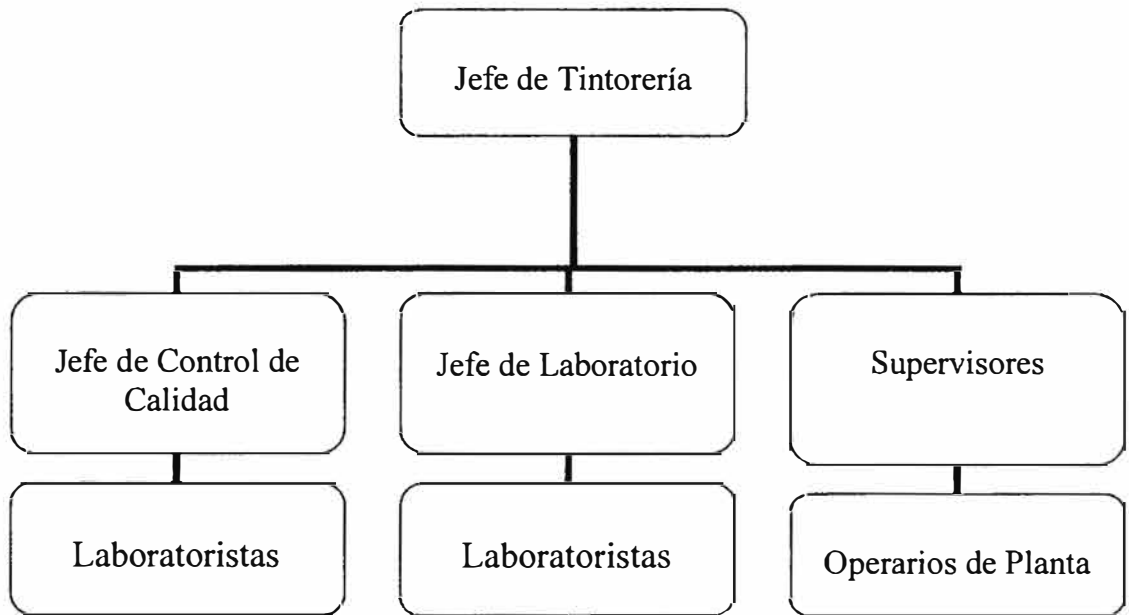 Jefe de Tintorería
Jefe de Control de
Calidad
Jefe de Laboratorio
Supervisores
Laboratoristas
Laboratoristas
Operarios de Planta